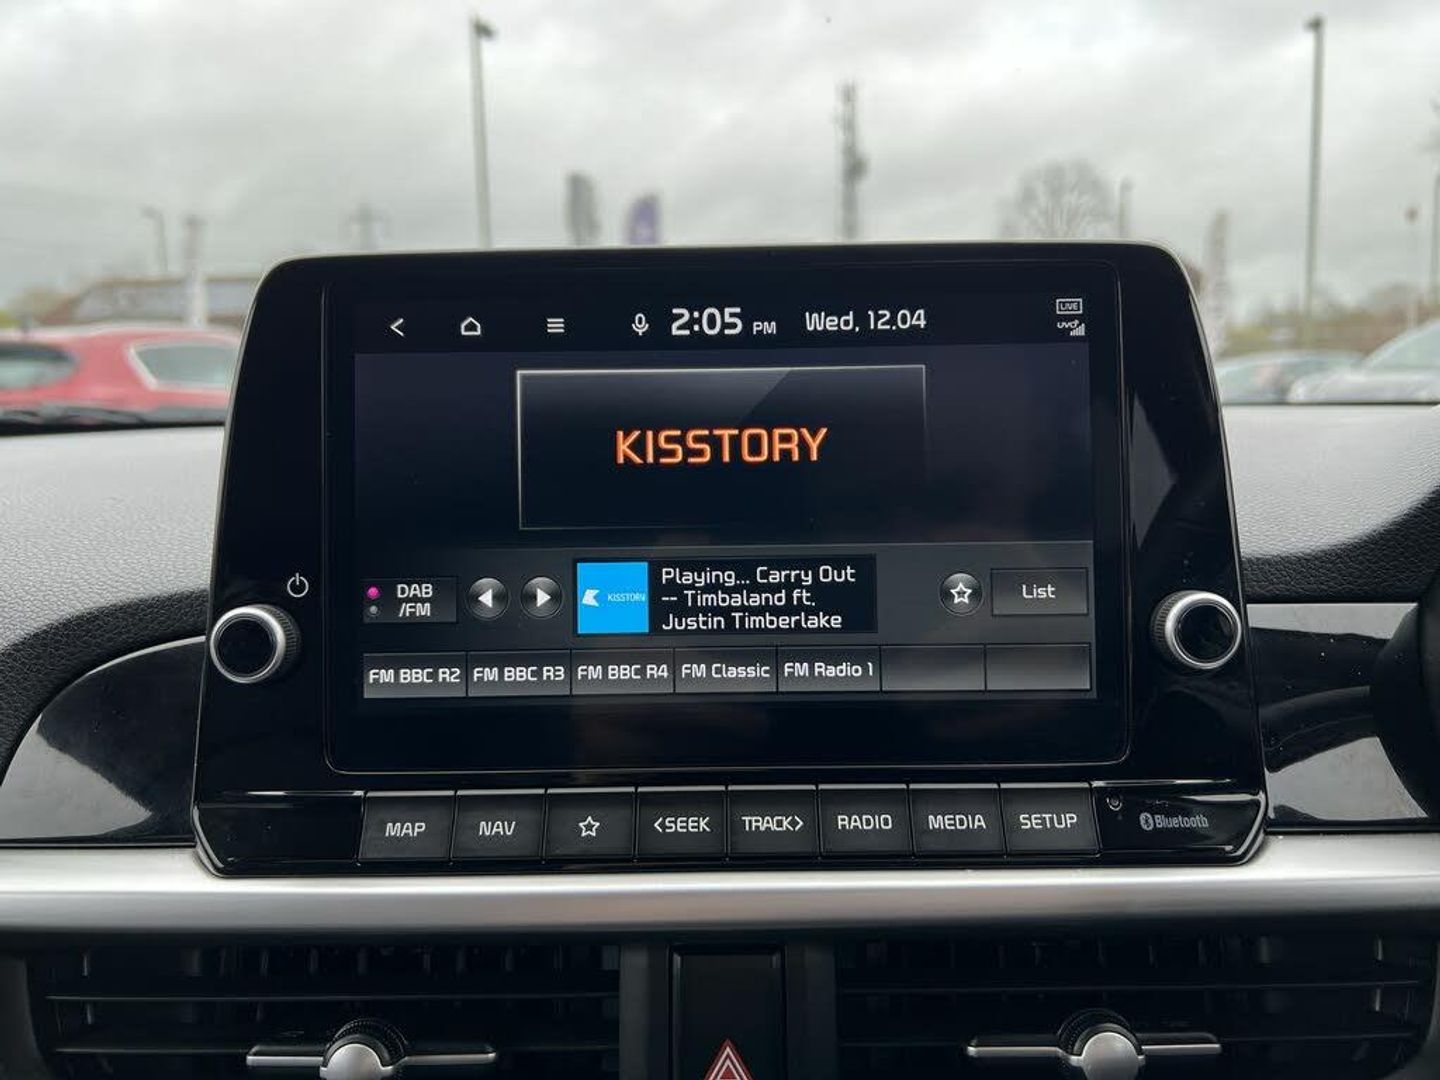 2:05 PM Wed, 12.04
LIVE
UVO
KISSTORY
DAB
/FM
KISSTORY
Playing... Carry Out
-- Timbaland ft.
Justin Timberlake
List
FM BBC R2 FM BBC R3 FM BBC R4 FM Classic FM Radio 1
MAP NAV <SEEK TRACK> RADIO MEDIA SETUP
Bluetooth